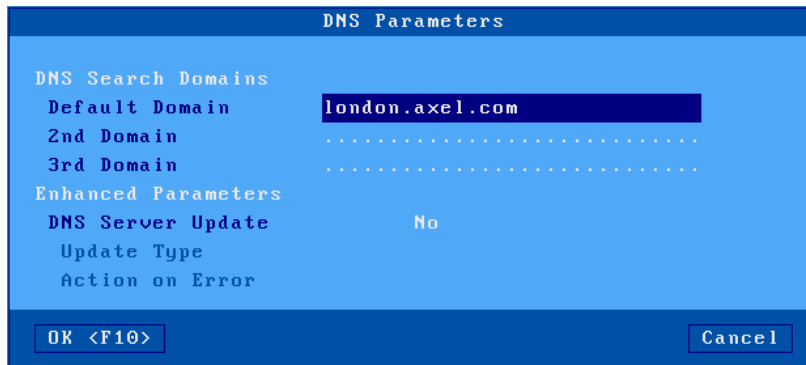 DNS Parameters
DNS Search Domains
Default Domain london.axel.com
2nd Domain ..............................
3rd Domain ..............................
Enhanced Parameters
DNS Server Update No
Update Type
Action on Error
OK <F10> Cancel